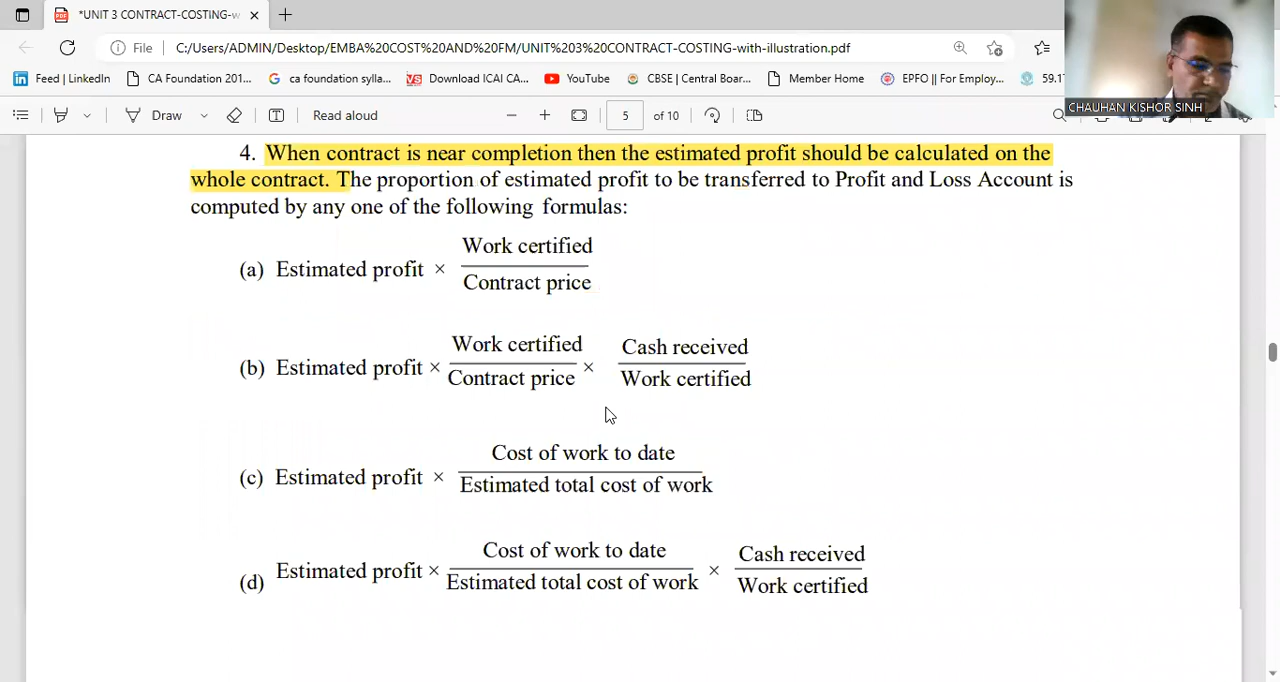 *UNIT 3 CONTRACT-COSTING-w
File C:/Users/ADMIN/Desktop/EMBA%20COST%20AND%20FM/UNIT%203%20CONTRACT-COSTING-with-illustration.pdf
Feed | LinkedIn CA Foundation 201... ca foundation sylla... Download ICAI CA... YouTube CBSE | Central Boar... Member Home EPFO || For Employ... 59.1
CHAUHAN KISHOR SINH
Draw Read aloud 5 of 10
4. When contract is near completion then the estimated profit should be calculated on the
whole contract. The proportion of estimated profit to be transferred to Profit and Loss Account is
computed by any one of the following formulas:
Work certified
(a) Estimated profit ×
Contract price
Work certified Cash received
(b) Estimated profit × ×
Contract price Work certified
Cost of work to date
(c) Estimated profit ×
Estimated total cost of work
Cost of work to date Cash received
(d) Estimated profit × ×
Estimated total cost of work Work certified